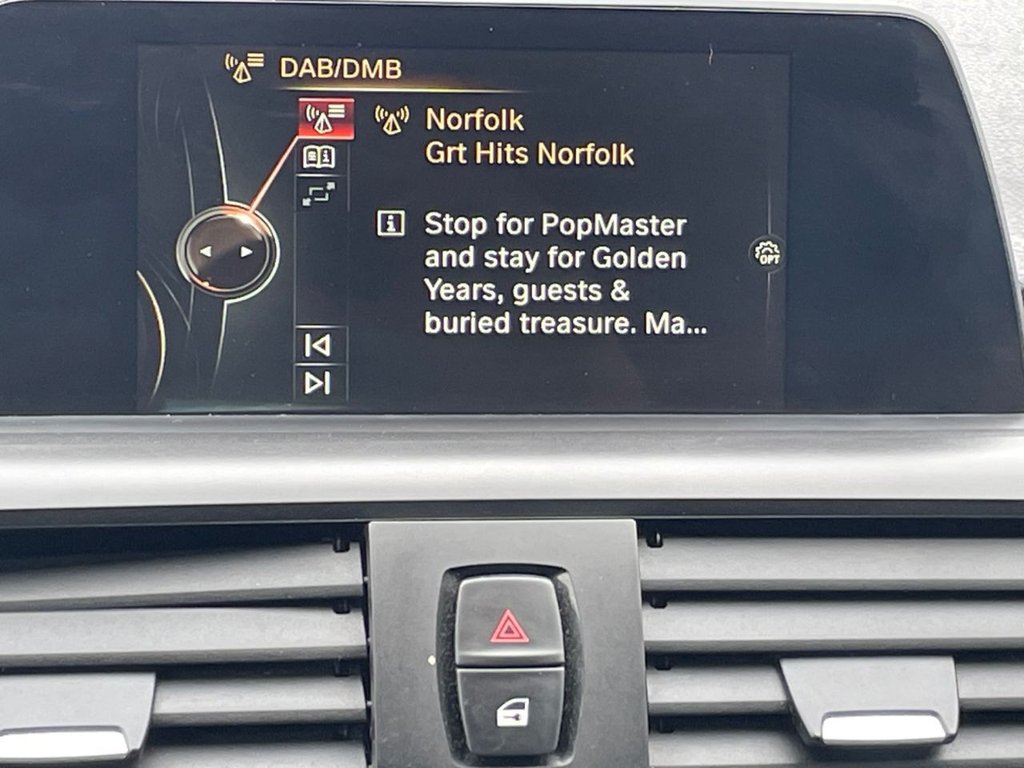 DAB/DMB
Norfolk
Grt Hits Norfolk
Stop for PopMaster
and stay for Golden
Years, guests &
buried treasure. Ma...
OPT